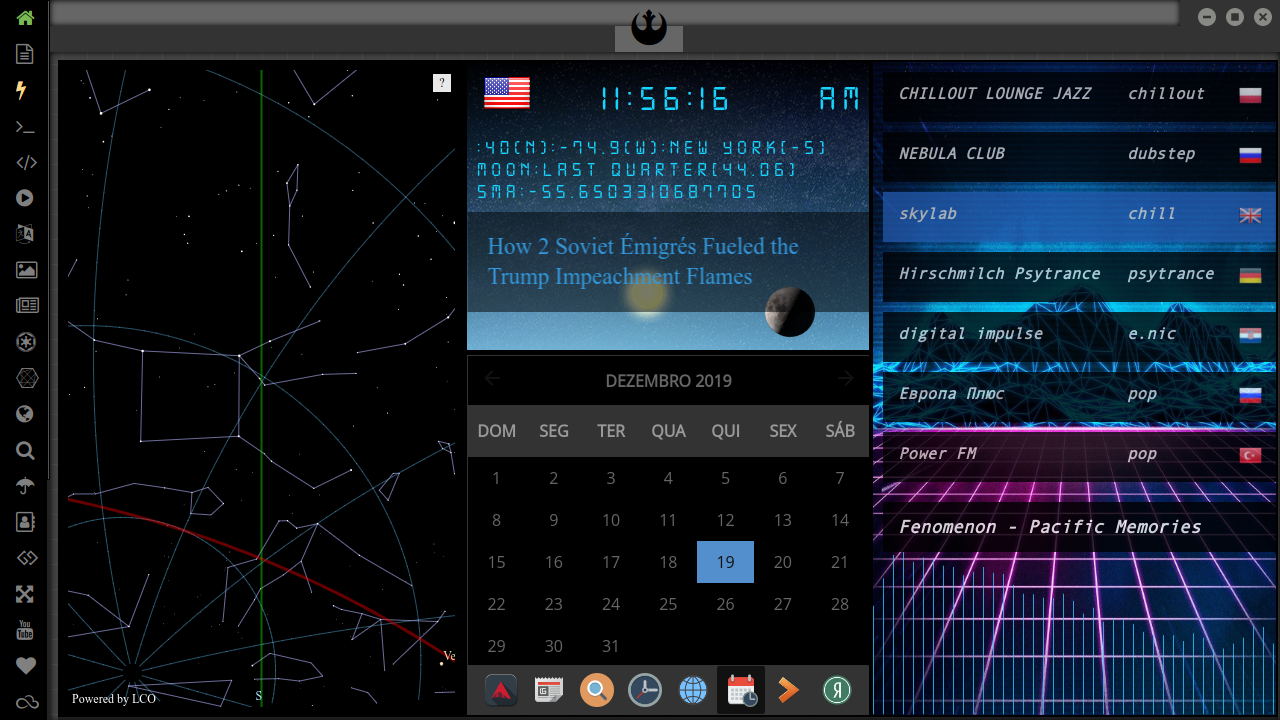 ?
Ve
S
Powered by LCO
11:56:16 AM
:40(N):-74.9(W):NEW YORK(-5)
MOON:LAST QUARTER(44.06)
SMA:-55.6503310687705
How 2 Soviet Émigrés Fueled the
Trump Impeachment Flames
DEZEMBRO 2019
DOM SEG TER QUA QUI SEX SÁB
1 2 3 4 5 6 7
8 9 10 11 12 13 14
15 16 17 18 19 20 21
22 23 24 25 26 27 28
29 30 31
CHILLOUT LOUNGE JAZZ chillout
NEBULA CLUB dubstep
skylab chill
Hirschmilch Psytrance psytrance
digital impulse e.nic
Европа Плюс pop
Power FM pop
Fenomenon - Pacific Memories
You
Tube
Я